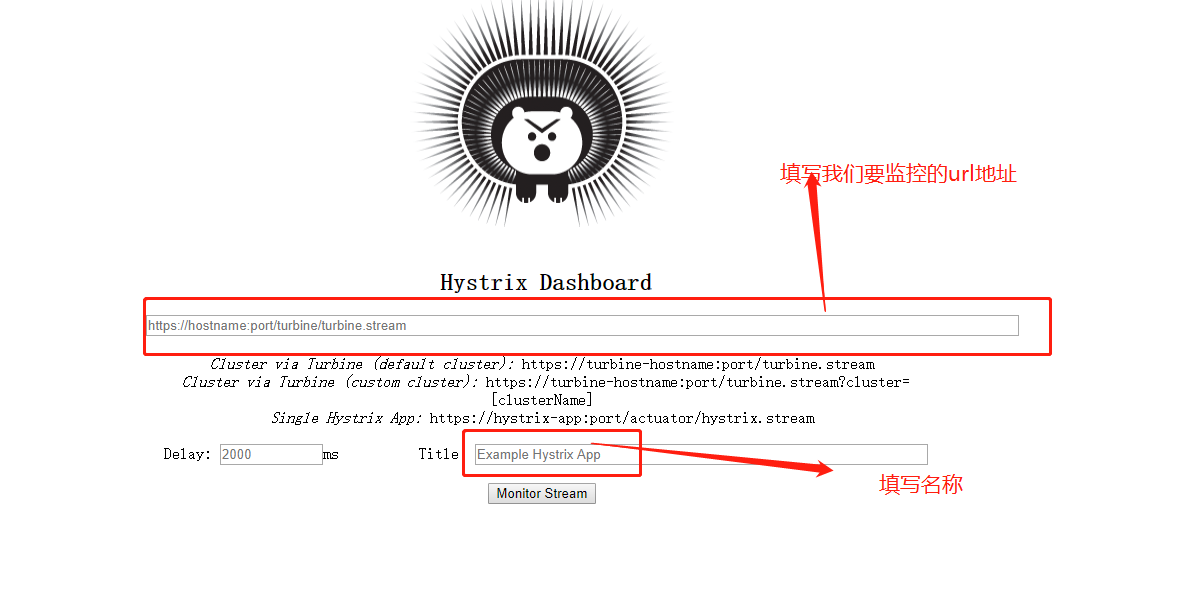 填写我们要监控的url地址
Hystrix Dashboard
https://hostname:port/turbine/turbine.stream
Cluster via Turbine (default cluster): https://turbine-hostname:port/turbine.stream
Cluster via Turbine (custom cluster): https://turbine-hostname:port/turbine.stream?cluster=
[clusterName]
Single Hystrix App: https://hystrix-app:port/actuator/hystrix.stream
Delay: 2000 ms Title Example Hystrix App
填写名称
Monitor Stream